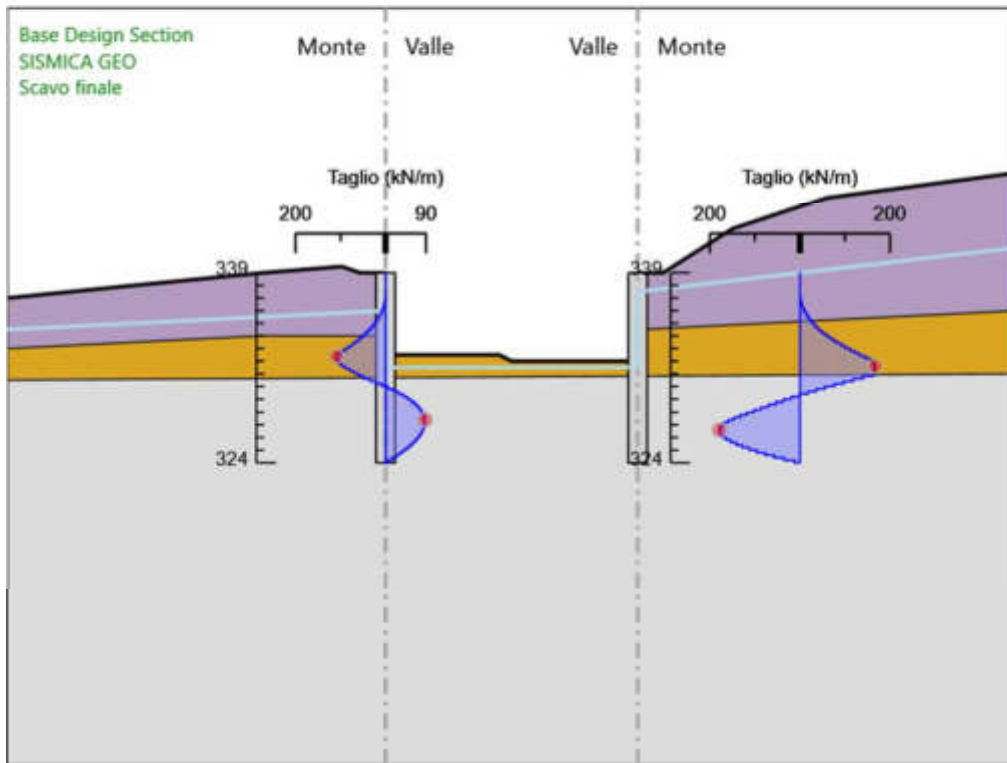 Base Design Section
SISMICA GEO
Scavo finale
Monte Valle Valle Monte
Taglio (kN/m) Taglio (kN/m)
200 90 200 200
339 339
324 324